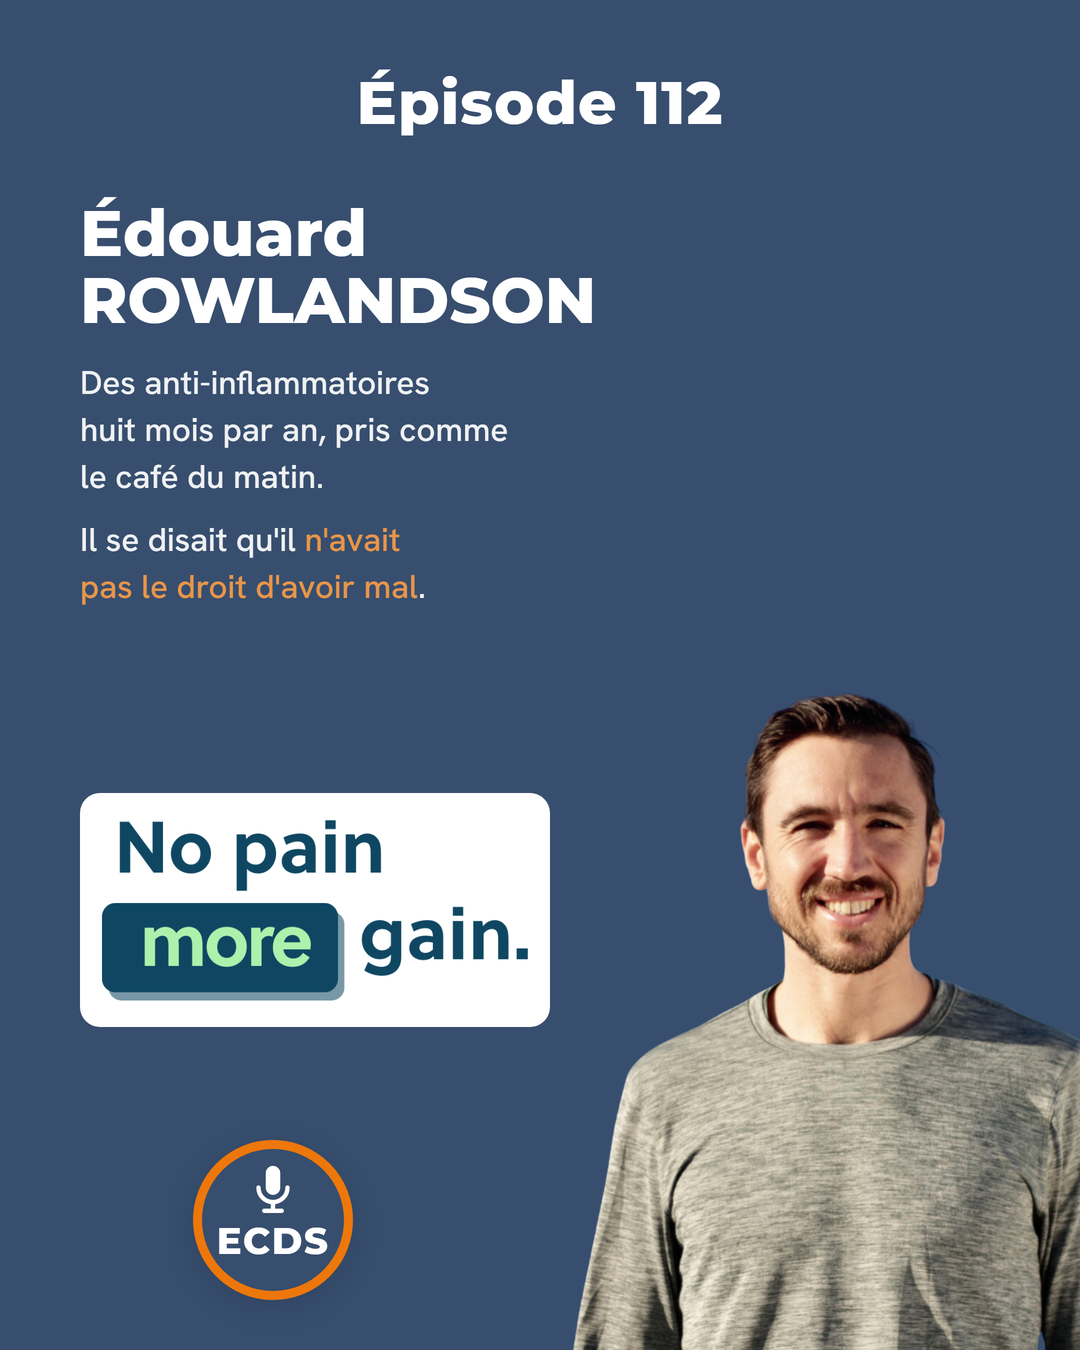 Épisode 112
Édouard
ROWLANDSON
Des anti-inflammatoires
huit mois par an, pris comme
le café du matin.
Il se disait qu'il n'avait
pas le droit d'avoir mal.
No pain
more gain.
ECDS